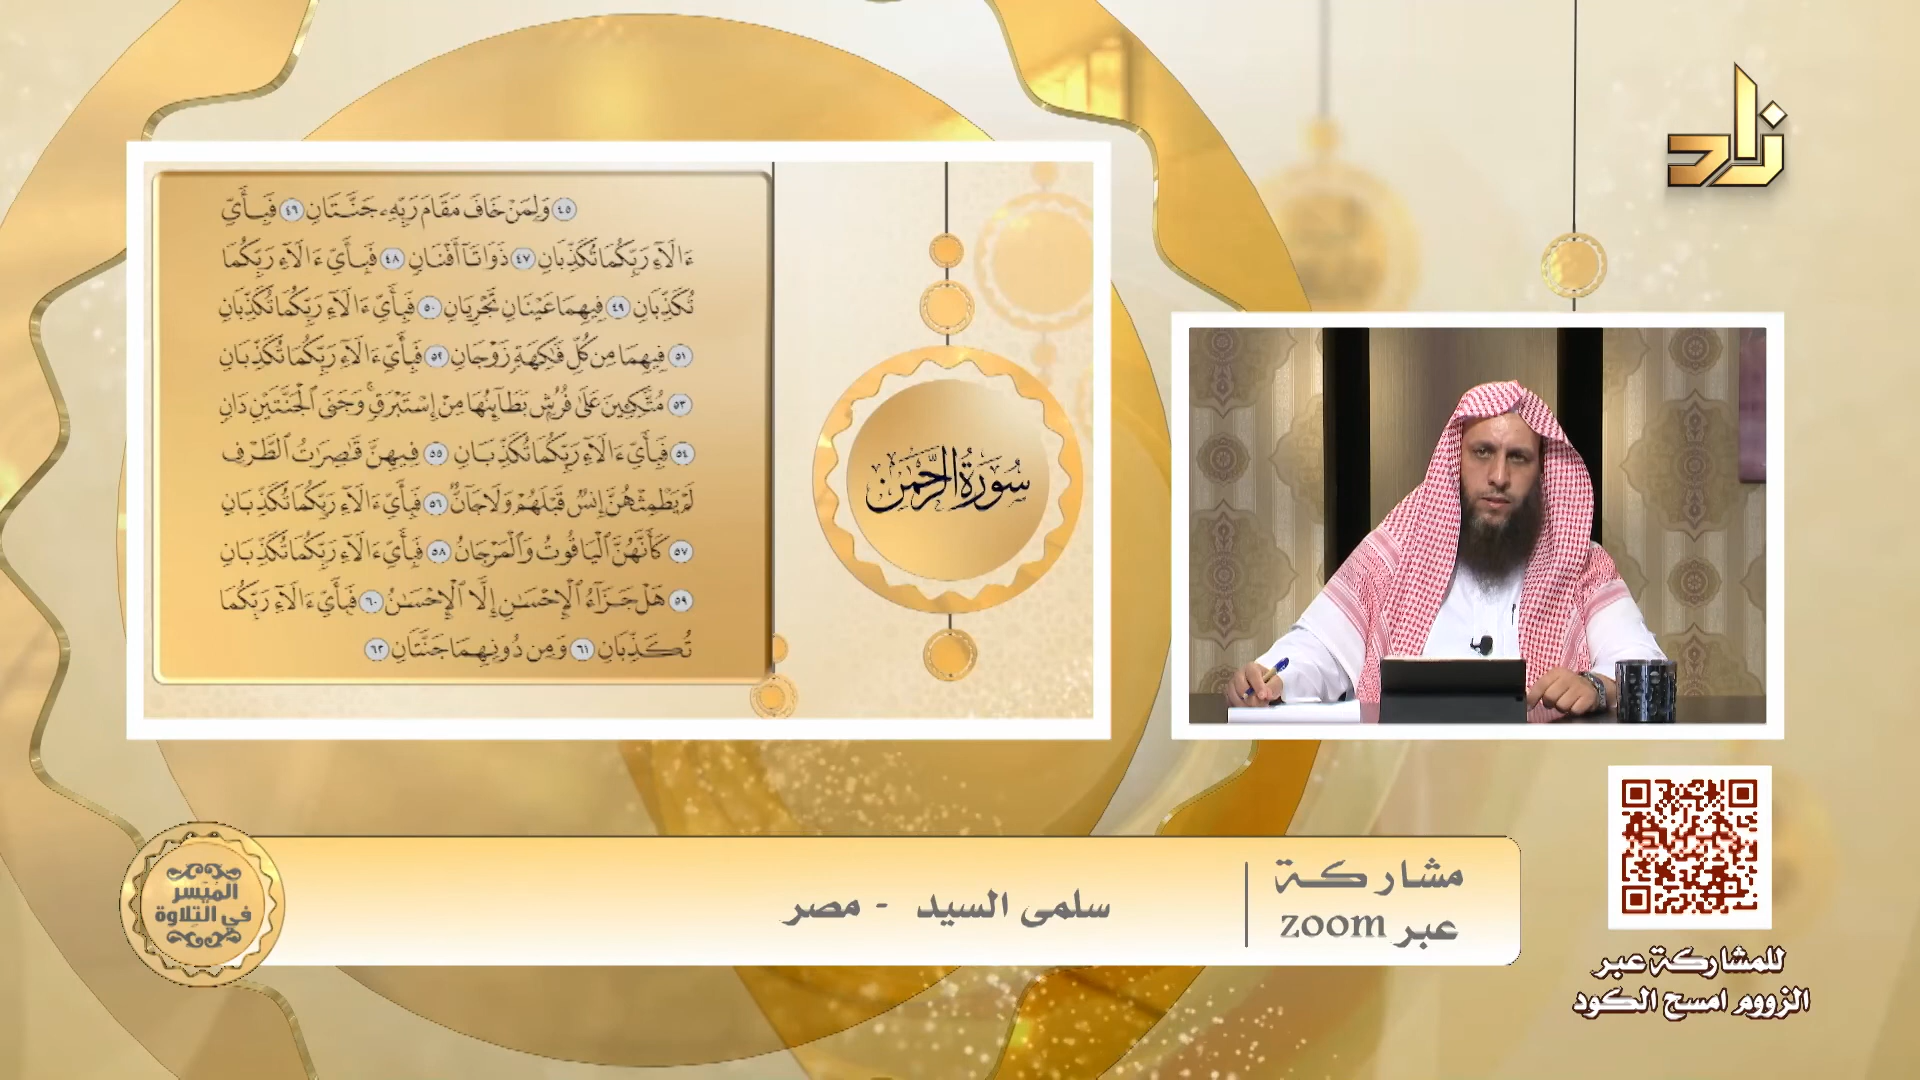 زاد
٤٥ وَلِمَنْ خَافَ مَقَامَ رَبِّهِۦ جَنَّتَانِ ٤٦ فَبِأَيِّ
ءَالَآءِ رَبِّكُمَا تُكَذِّبَانِ ٤٧ ذَوَاتَآ أَفْنَانٍ ٤٨ فَبِأَيِّ ءَالَآءِ رَبِّكُمَا
تُكَذِّبَانِ ٤٩ فِيهِمَا عَيْنَانِ تَجْرِيَانِ ٥٠ فَبِأَيِّ ءَالَآءِ رَبِّكُمَا تُكَذِّبَانِ
٥١ فِيهِمَا مِن كُلِّ فَٰكِهَةٍ زَوْجَانِ ٥٢ فَبِأَيِّ ءَالَآءِ رَبِّكُمَا تُكَذِّبَانِ
٥٣ مُتَّكِـِٔينَ عَلَىٰ فُرُشٍۭ بَطَآئِنُهَا مِنْ إِسْتَبْرَقٍۚ وَجَنَى ٱلْجَنَّتَيْنِ دَانٍ
٥٤ فَبِأَيِّ ءَالَآءِ رَبِّكُمَا تُكَذِّبَانِ ٥٥ فِيهِنَّ قَٰصِرَٰتُ ٱلطَّرْفِ
لَمْ يَطْمِثْهُنَّ إِنسٌ قَبْلَهُمْ وَلَا جَآنٌّ ٥٦ فَبِأَيِّ ءَالَآءِ رَبِّكُمَا تُكَذِّبَانِ
٥٧ كَأَنَّهُنَّ ٱلْيَاقُوتُ وَٱلْمَرْجَانُ ٥٨ فَبِأَيِّ ءَالَآءِ رَبِّكُمَا تُكَذِّبَانِ
٥٩ هَلْ جَزَآءُ ٱلْإِحْسَٰنِ إِلَّا ٱلْإِحْسَٰنُ ٦٠ فَبِأَيِّ ءَالَآءِ رَبِّكُمَا
تُكَذِّبَانِ ٦١ وَمِن دُونِهِمَا جَنَّتَانِ ٦٢
سُورَةُ الرَّحْمَٰن
مشاركة
عبر zoom
سلمى السيد - مصر
الميسر
في التلاوة
للمشاركة عبر
الزووم امسح الكود